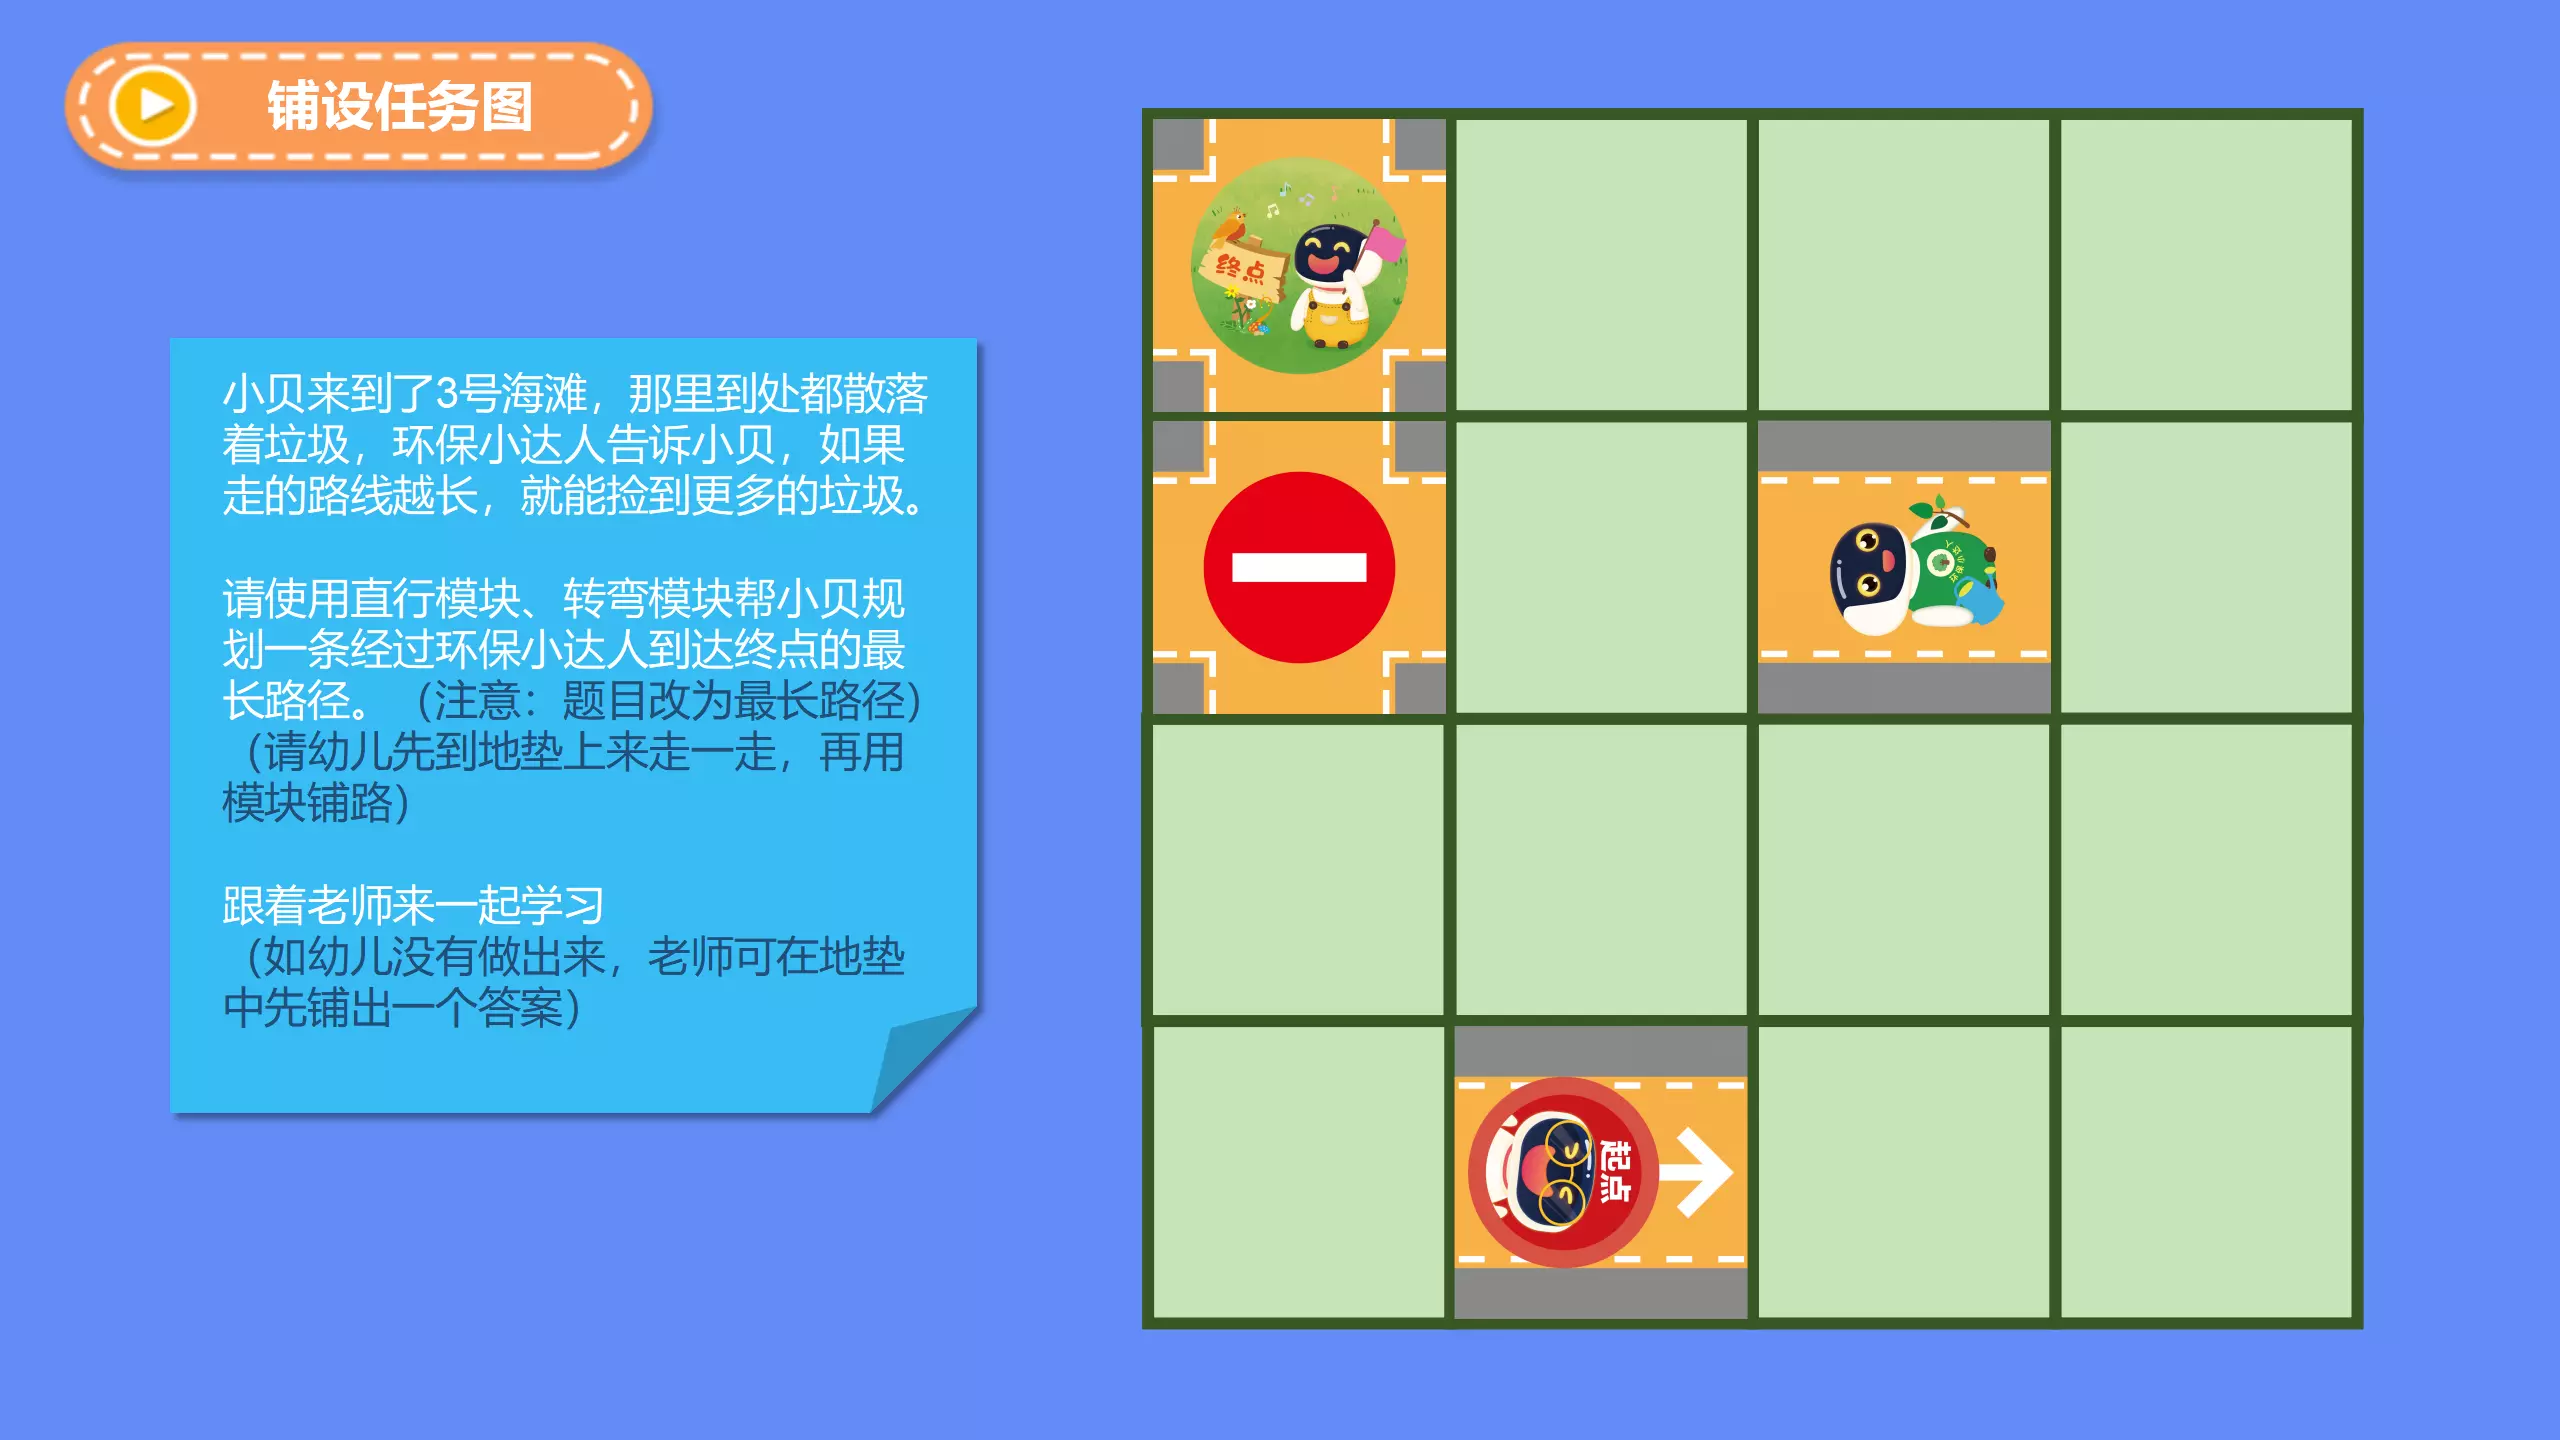 铺设任务图
小贝来到了3号海滩，那里到处都散落
着垃圾，环保小达人告诉小贝，如果
走的路线越长，就能捡到更多的垃圾。
请使用直行模块、转弯模块帮小贝规
划一条经过环保小达人到达终点的最
长路径。（注意：题目改为最长路径）
（请幼儿先到地垫上来走一走，再用
模块铺路）
跟着老师来一起学习
（如幼儿没有做出来，老师可在地垫
中先铺出一个答案）
终点
环保小达人
起点